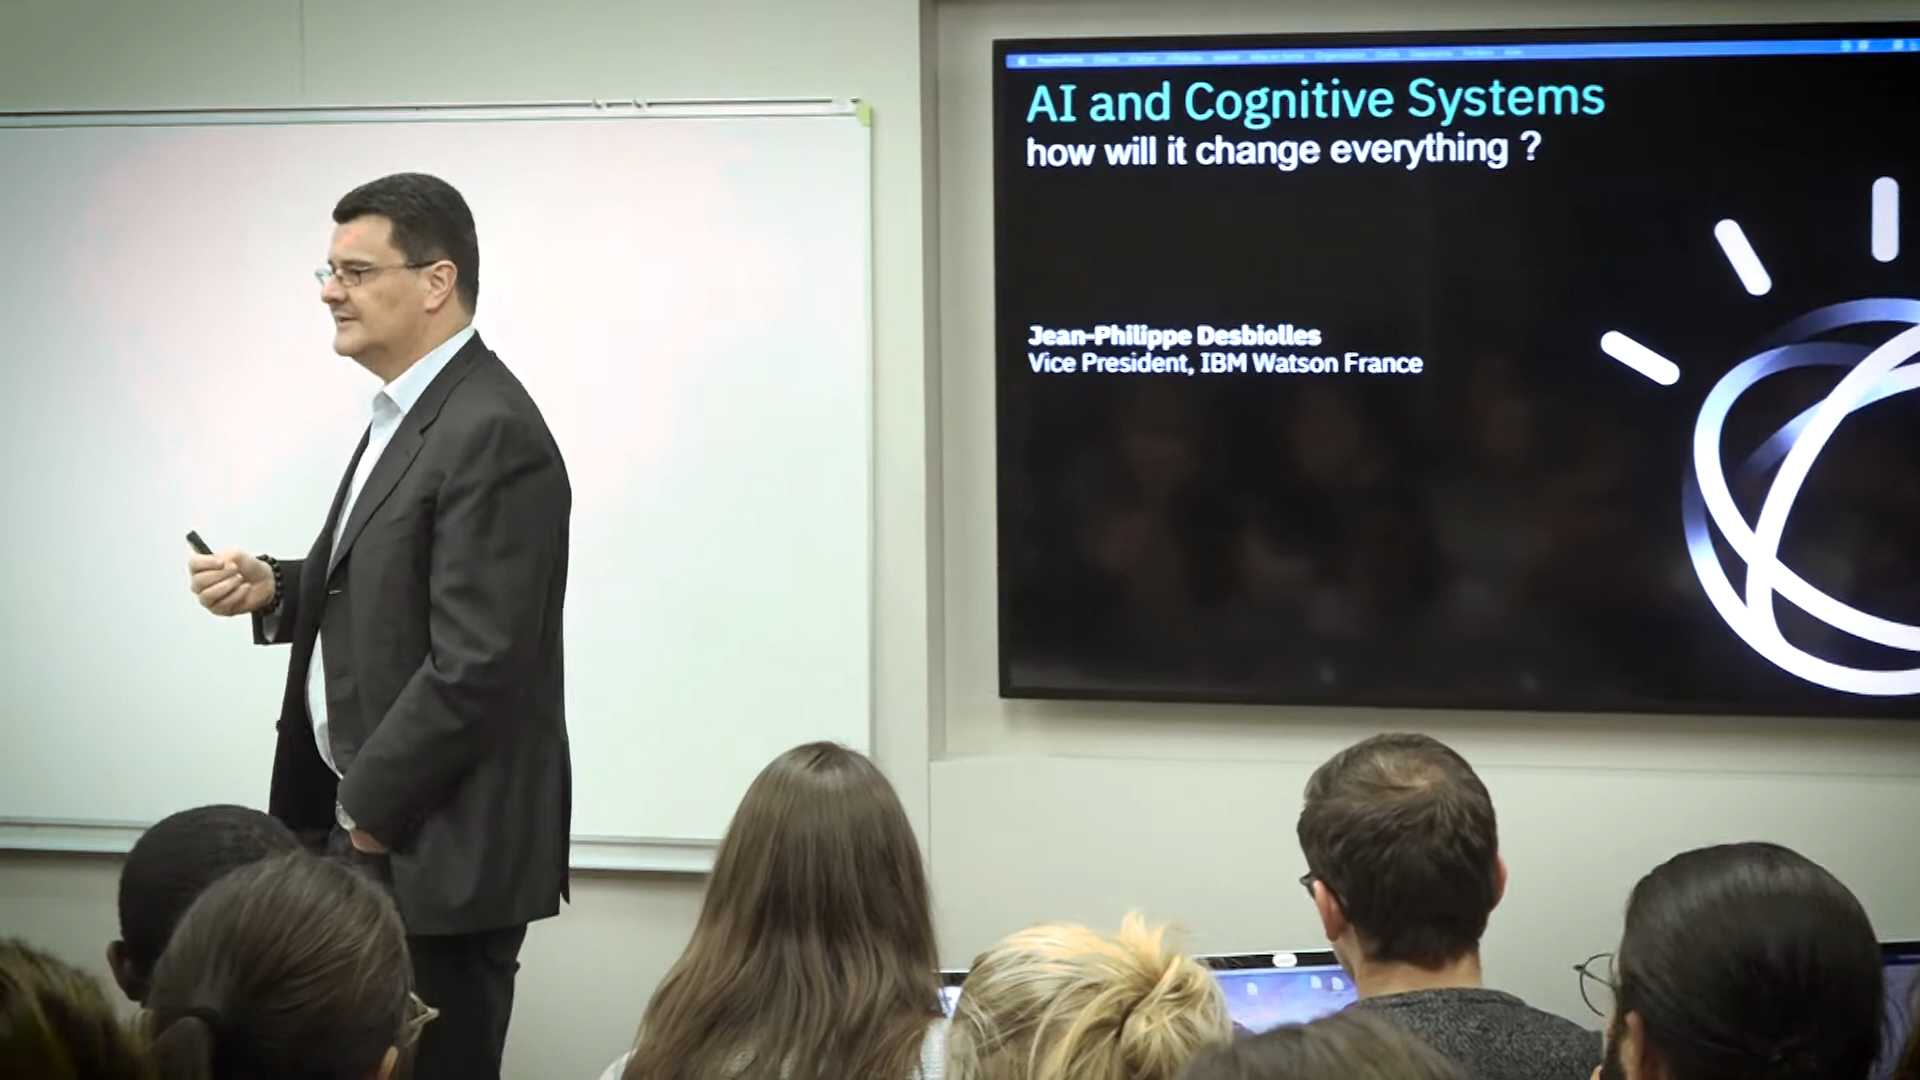 AI and Cognitive Systems
how will it change everything ?
Jean-Philippe Desbiolles
Vice President, IBM Watson France